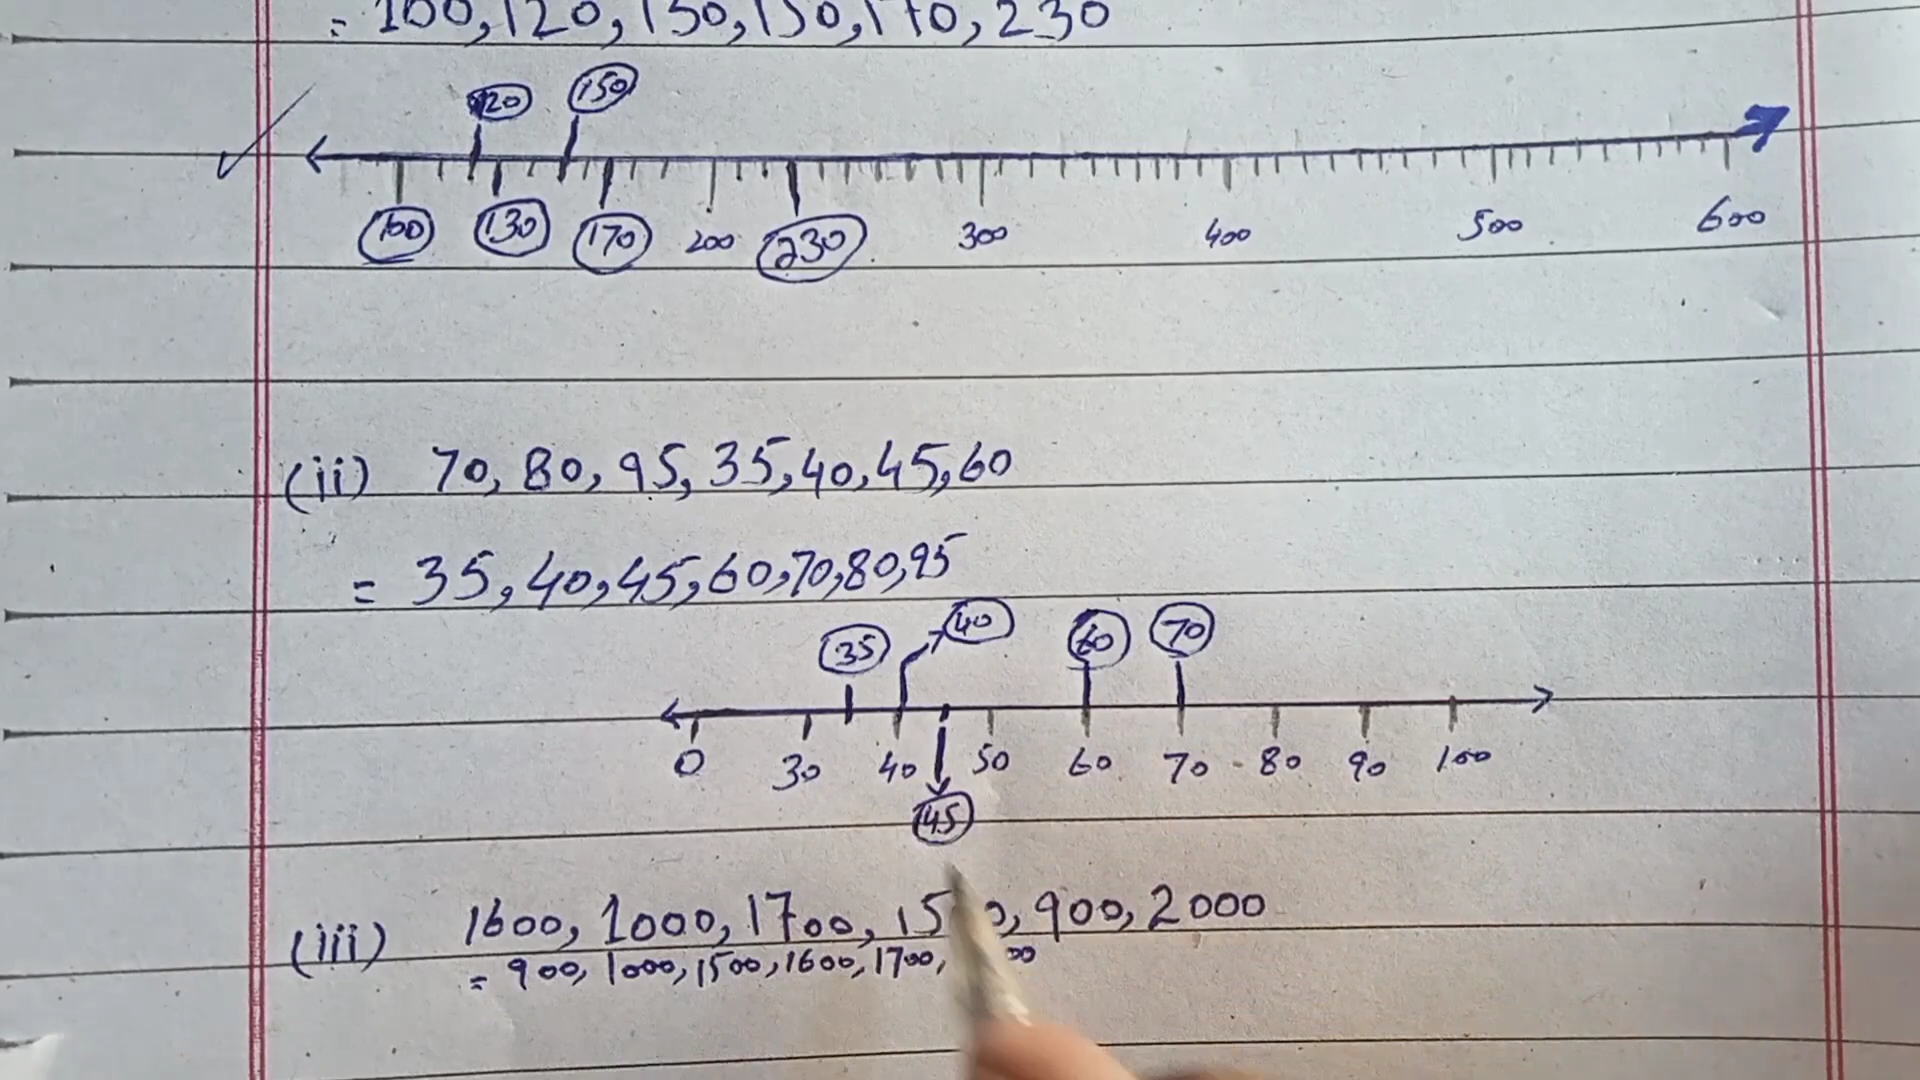 = 100, 120, 130, 150, 170, 230
120 150
100 130 170 200 230 300 400 500 600
(ii) 70, 80, 95, 35, 40, 45, 60
= 35, 40, 45, 60, 70, 80, 95
35 40 60 70
0 30 40 50 60 70 80 90 100
45
(iii) 1600, 1000, 1700, 900, 2000
= 900, 1000, 1500, 1600, 1700,